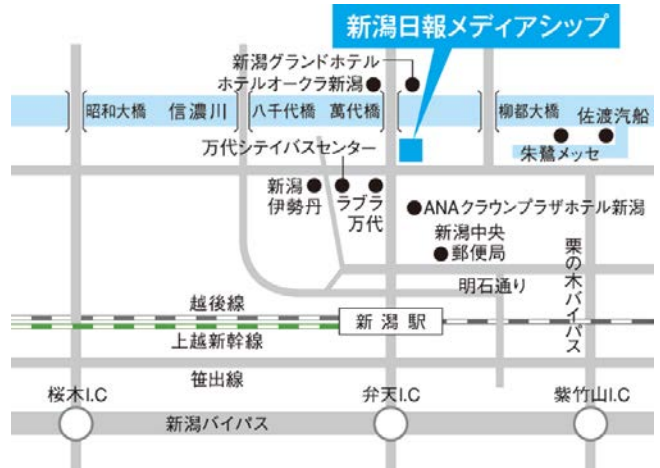 新潟日報メディアシップ
新潟グランドホテル
ホテルオークラ新潟
昭和大橋
信濃川
八千代橋
萬代橋
柳都大橋
佐渡汽船
朱鷺メッセ
万代シテイバスセンター
新潟
伊勢丹
ラブラ
万代
ANAクラウンプラザホテル新潟
新潟中央
郵便局
明石通り
栗の木バイパス
越後線
新潟駅
上越新幹線
笹出線
桜木I.C
弁天I.C
紫竹山I.C
新潟バイパス